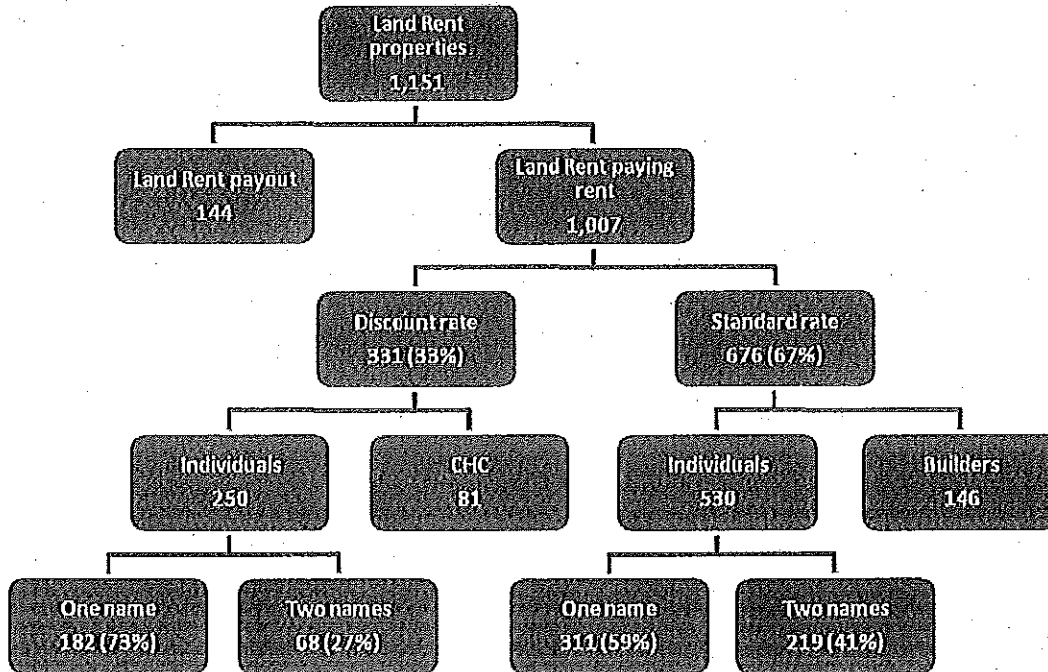 Land Rent
properties
1,151
Land Rent payout
144
Land Rent paying
rent
1,007
Discount rate
331 (33%)
Standard rate
676 (67%)
Individuals
250
CHC
81
Individuals
530
Builders
146
One name
182 (73%)
Two names
68 (27%)
One name
311 (59%)
Two names
219 (41%)